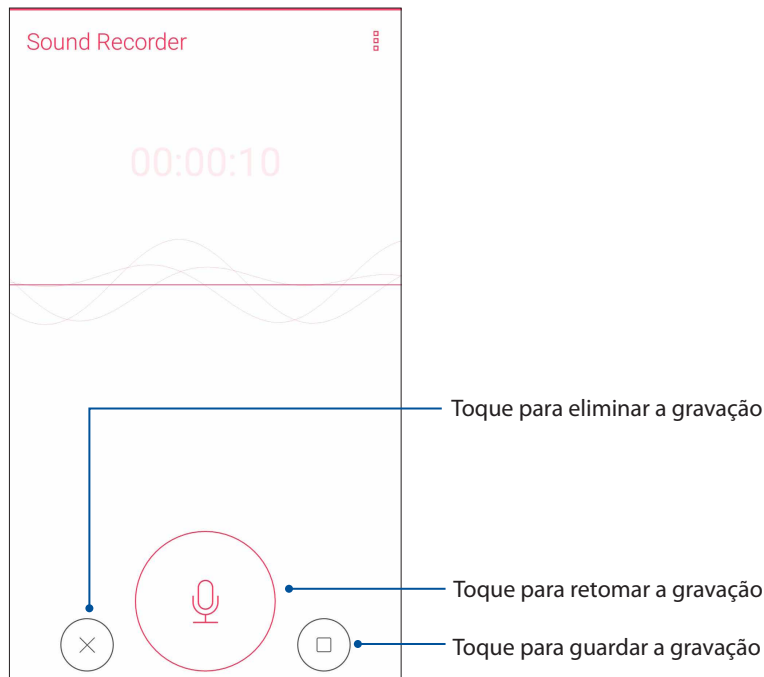 Sound Recorder
00:00:10
Toque para eliminar a gravação
Toque para retomar a gravação
Toque para guardar a gravação